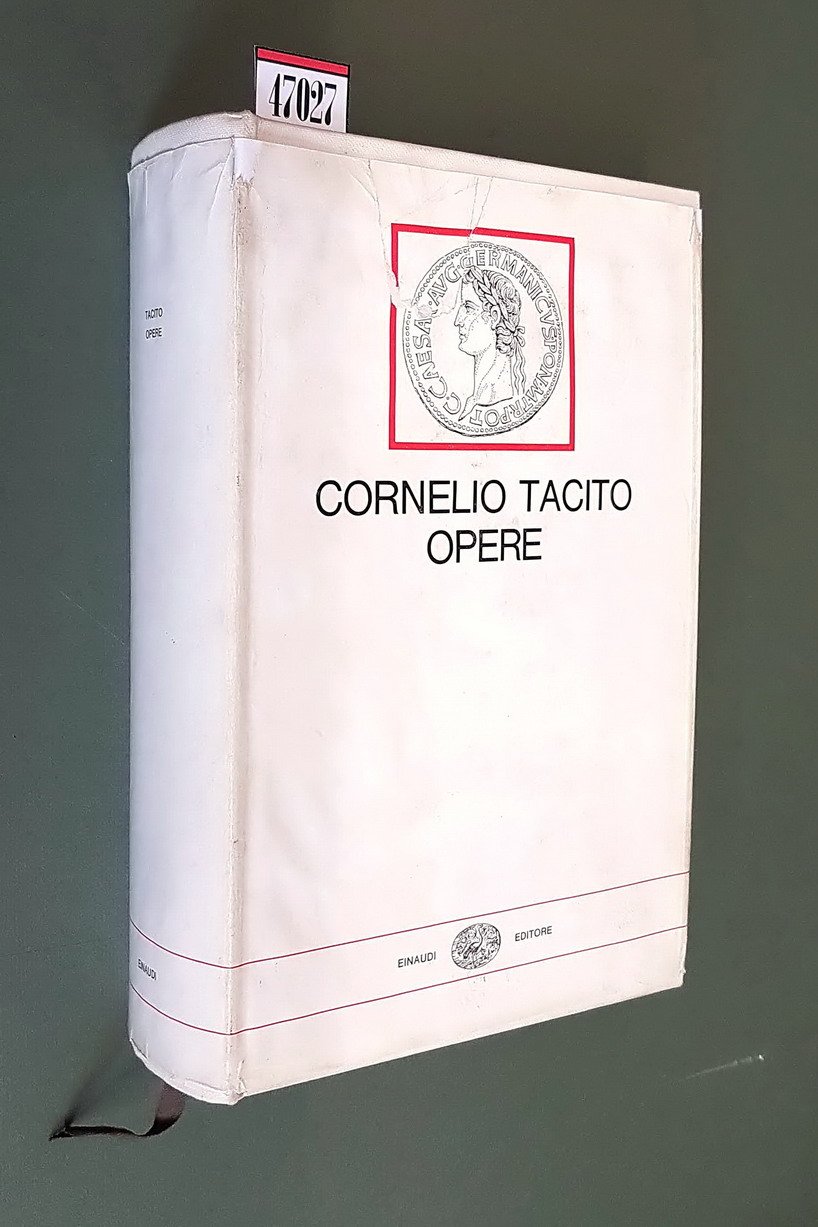 47027
TACITO
OPERE
C. CAESAR. AVG. GERMANICVS PON. M. TR. POT
CORNELIO TACITO
OPERE
EINAUDI EDITORE
EINAUDI